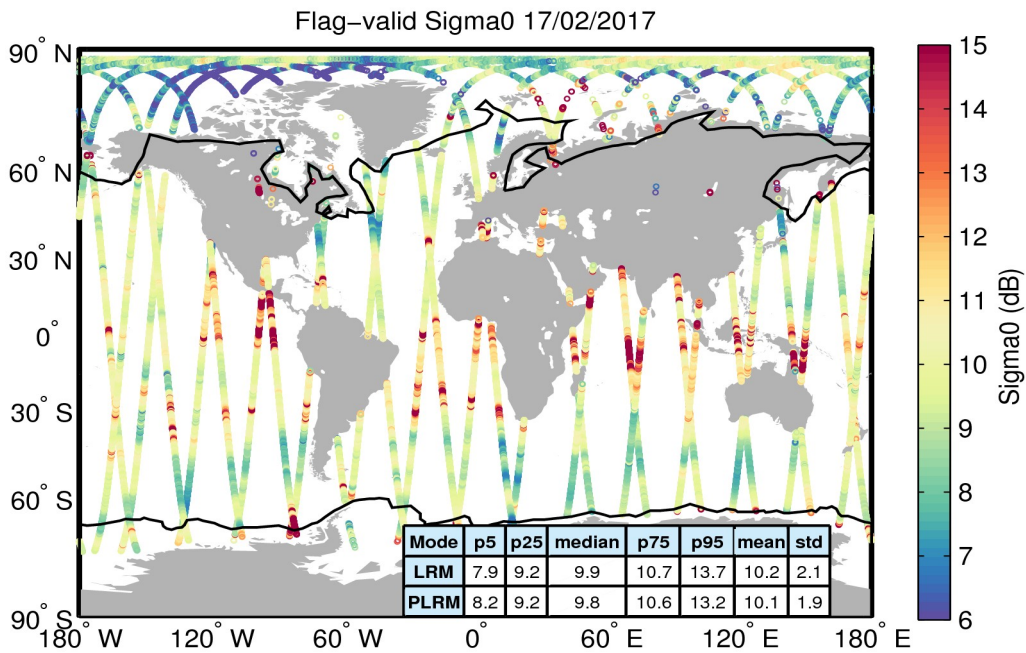 Flag-valid Sigma0 17/02/2017
90° N
60° N
30° N
0°
30° S
60° S
90° S
180° W
120° W
60° W
0°
60° E
120° E
180° E
15
14
13
12
11
10
9
8
7
6
Sigma0 (dB)
Mode p5 p25 median p75 p95 mean std
LRM 7.9 9.2 9.9 10.7 13.7 10.2 2.1
PLRM 8.2 9.2 9.8 10.6 13.2 10.1 1.9